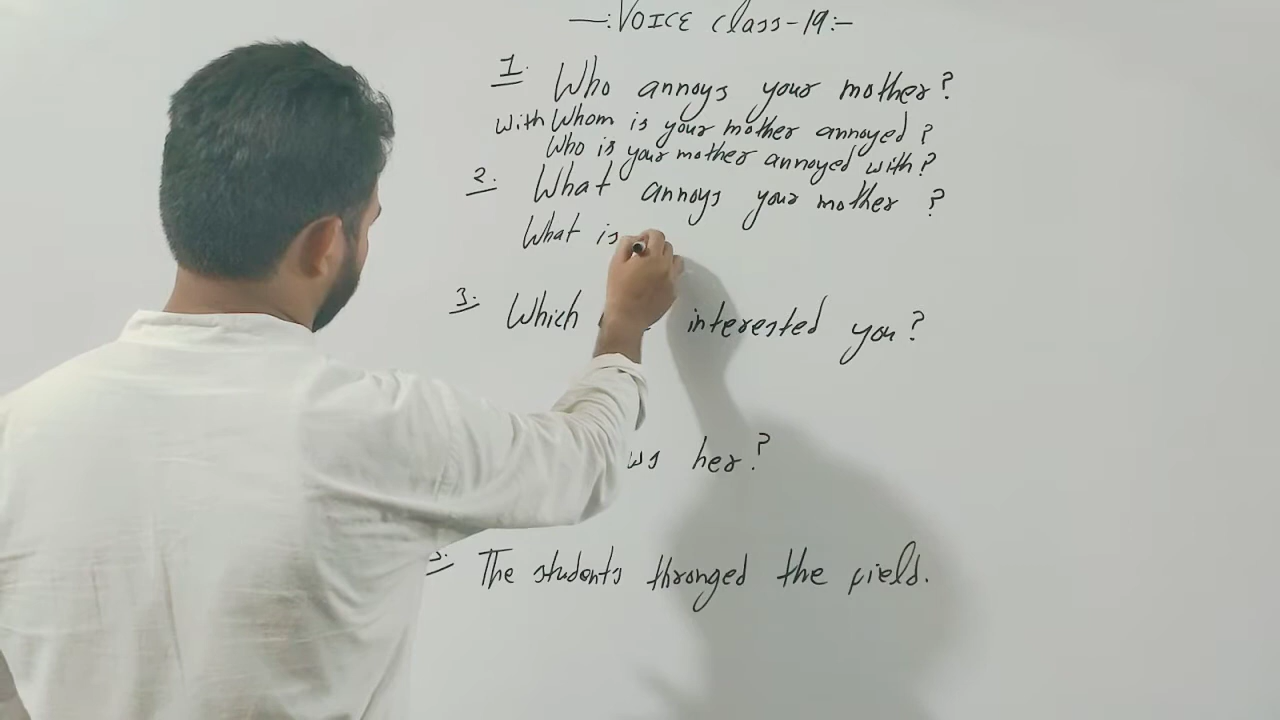 —: VOICE class-19:—
1. Who annoys your mother?
With Whom is your mother annoyed?
Who is your mother annoyed with?
2. What annoys your mother?
What is
3. Which interested you?
her?
The students thronged the field.